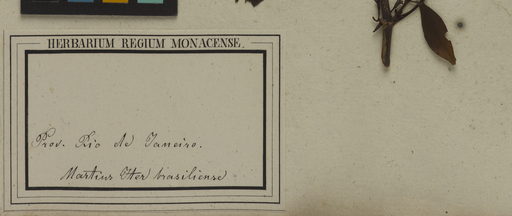 HERBARIUM REGIUM MONACENSE.
Prov. Rio de Janeiro.
Martius Iter brasiliense